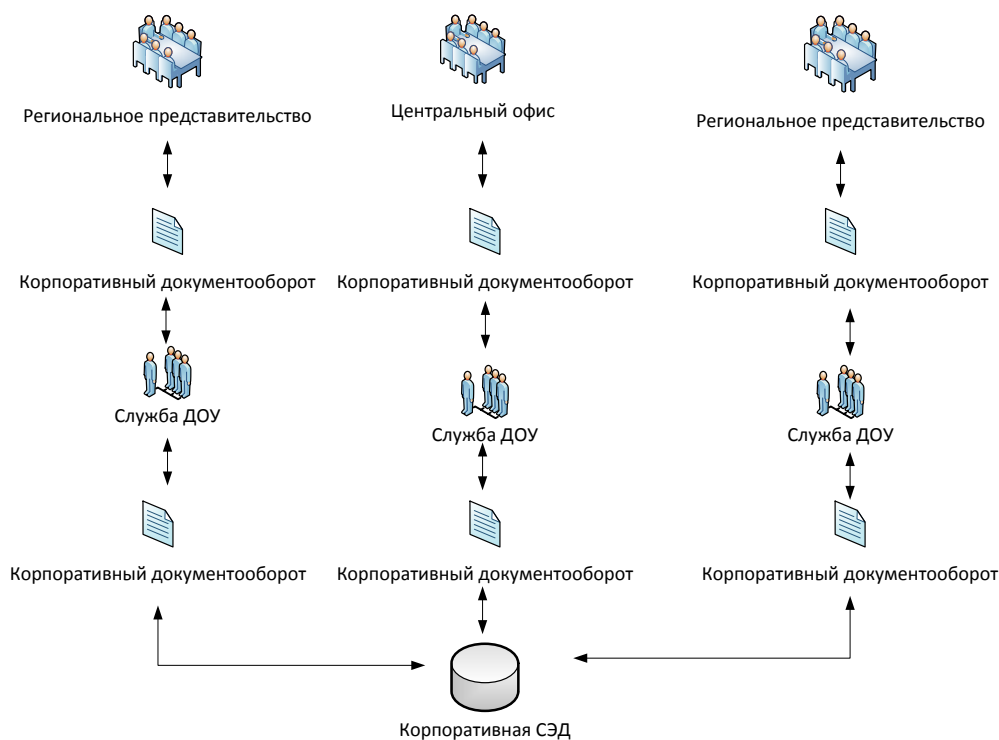 Региональное представительство
Центральный офис
Региональное представительство
Корпоративный документооборот
Корпоративный документооборот
Корпоративный документооборот
Служба ДОУ
Служба ДОУ
Служба ДОУ
Корпоративный документооборот
Корпоративный документооборот
Корпоративный документооборот
Корпоративная СЭД